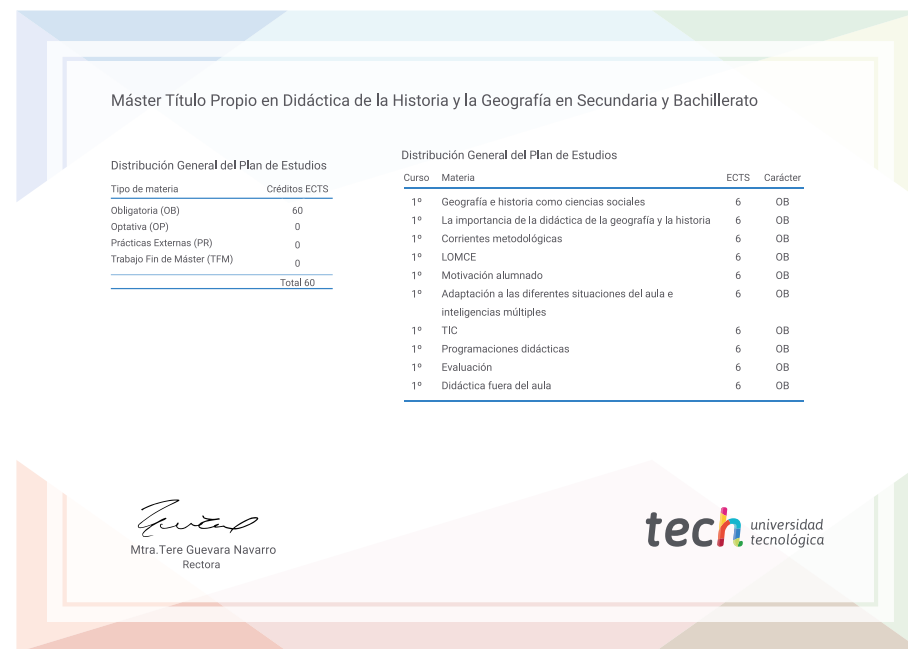 Máster Título Propio en Didáctica de la Historia y la Geografía en Secundaria y Bachillerato
Distribución General del Plan de Estudios
Tipo de materia Créditos ECTS
Obligatoria (OB) 60
Optativa (OP) 0
Prácticas Externas (PR) 0
Trabajo Fin de Máster (TFM) 0
Total 60
Distribución General del Plan de Estudios
Curso Materia ECTS Carácter
1º Geografía e historia como ciencias sociales 6 OB
1º La importancia de la didáctica de la geografía y la historia 6 OB
1º Corrientes metodológicas 6 OB
1º LOMCE 6 OB
1º Motivación alumnado 6 OB
1º Adaptación a las diferentes situaciones del aula e 6 OB
inteligencias múltiples
1º TIC 6 OB
1º Programaciones didácticas 6 OB
1º Evaluación 6 OB
1º Didáctica fuera del aula 6 OB
Mtra.Tere Guevara Navarro
Rectora
tech universidad
tecnológica